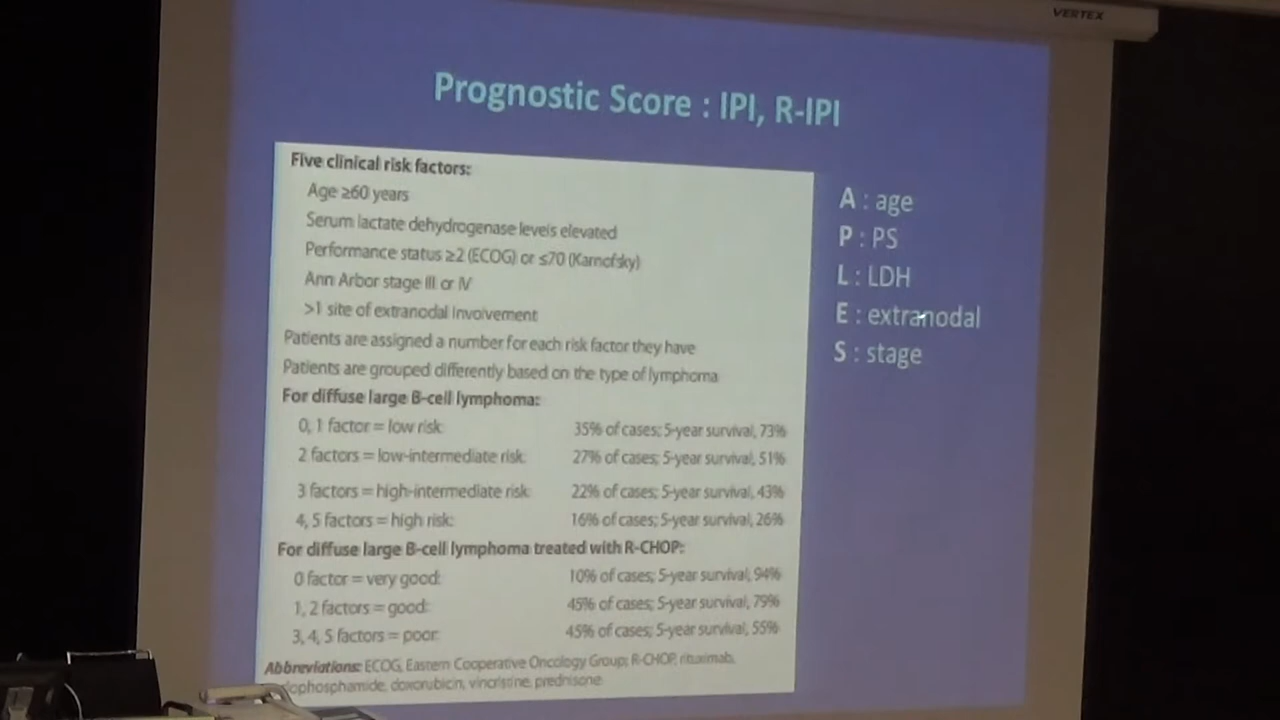 VERTEX
Prognostic Score : IPI, R-IPI
Five clinical risk factors:
Age ≥60 years
Serum lactate dehydrogenase levels elevated
Performance status ≥2 (ECOG) or ≤70 (Karnofsky)
Ann Arbor stage III or IV
>1 site of extranodal involvement
Patients are assigned a number for each risk factor they have
Patients are grouped differently based on the type of lymphoma
For diffuse large B-cell lymphoma:
0, 1 factor = low risk: 35% of cases; 5-year survival, 73%
2 factors = low-intermediate risk: 27% of cases; 5-year survival, 51%
3 factors = high-intermediate risk: 22% of cases; 5-year survival, 43%
4, 5 factors = high risk: 16% of cases; 5-year survival, 26%
For diffuse large B-cell lymphoma treated with R-CHOP:
0 factor = very good: 10% of cases; 5-year survival, 94%
1, 2 factors = good: 45% of cases; 5-year survival, 79%
3, 4, 5 factors = poor: 45% of cases; 5-year survival, 55%
Abbreviations: ECOG, Eastern Cooperative Oncology Group; R-CHOP, rituximab,
lophosphamide, doxorubicin, vincristine, prednisone.
A : age
P : PS
L : LDH
E : extranodal
S : stage